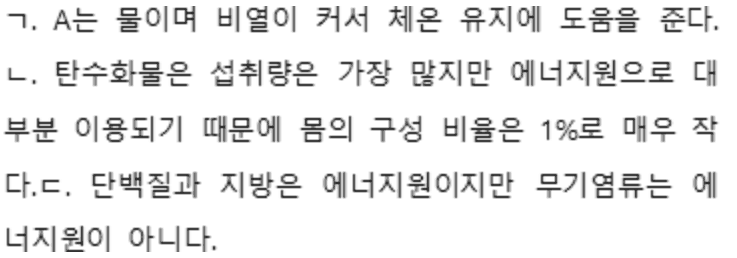 ㄱ. A는 물이며 비열이 커서 체온 유지에 도움을 준다.
ㄴ. 탄수화물은 섭취량은 가장 많지만 에너지원으로 대
부분 이용되기 때문에 몸의 구성 비율은 1%로 매우 작
다.ㄷ. 단백질과 지방은 에너지원이지만 무기염류는 에
너지원이 아니다.